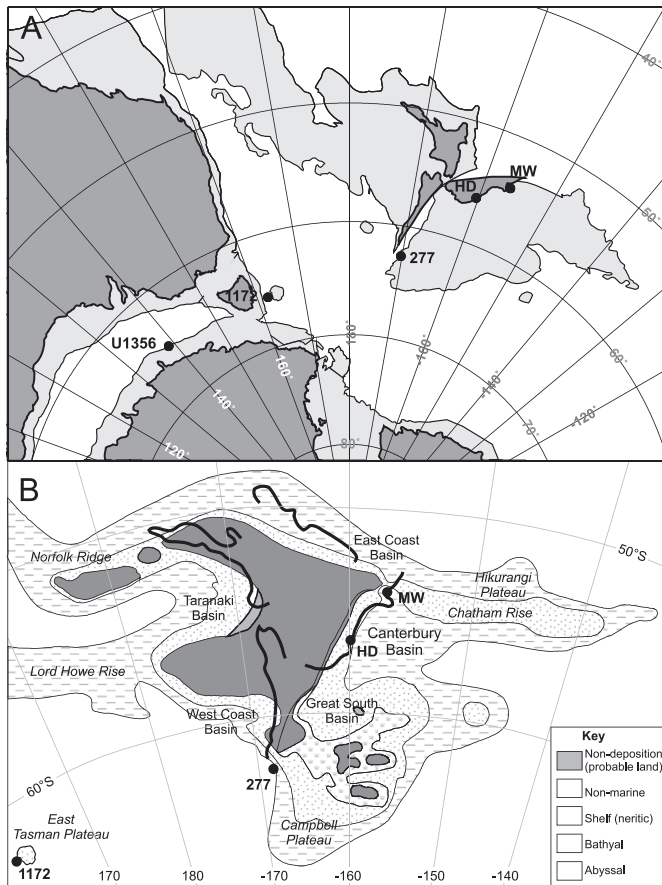 A
40°
MW
HD
50°
277
1172
U1356
180°
-160°
60°
160°
-140°
140°
70°
-120°
120°
80°
B
East Coast
Basin
50°S
Norfolk Ridge
Hikurangi
Plateau
Taranaki
Basin
MW
Chatham Rise
Canterbury
Basin
HD
Lord Howe Rise
Great South
Basin
West Coast
Basin
Key
Non-deposition
(probable land)
Non-marine
Shelf (neritic)
Bathyal
Abyssal
277
60°S
East
Tasman Plateau
Campbell
Plateau
1172
170
180
-170
-160
-150
-140